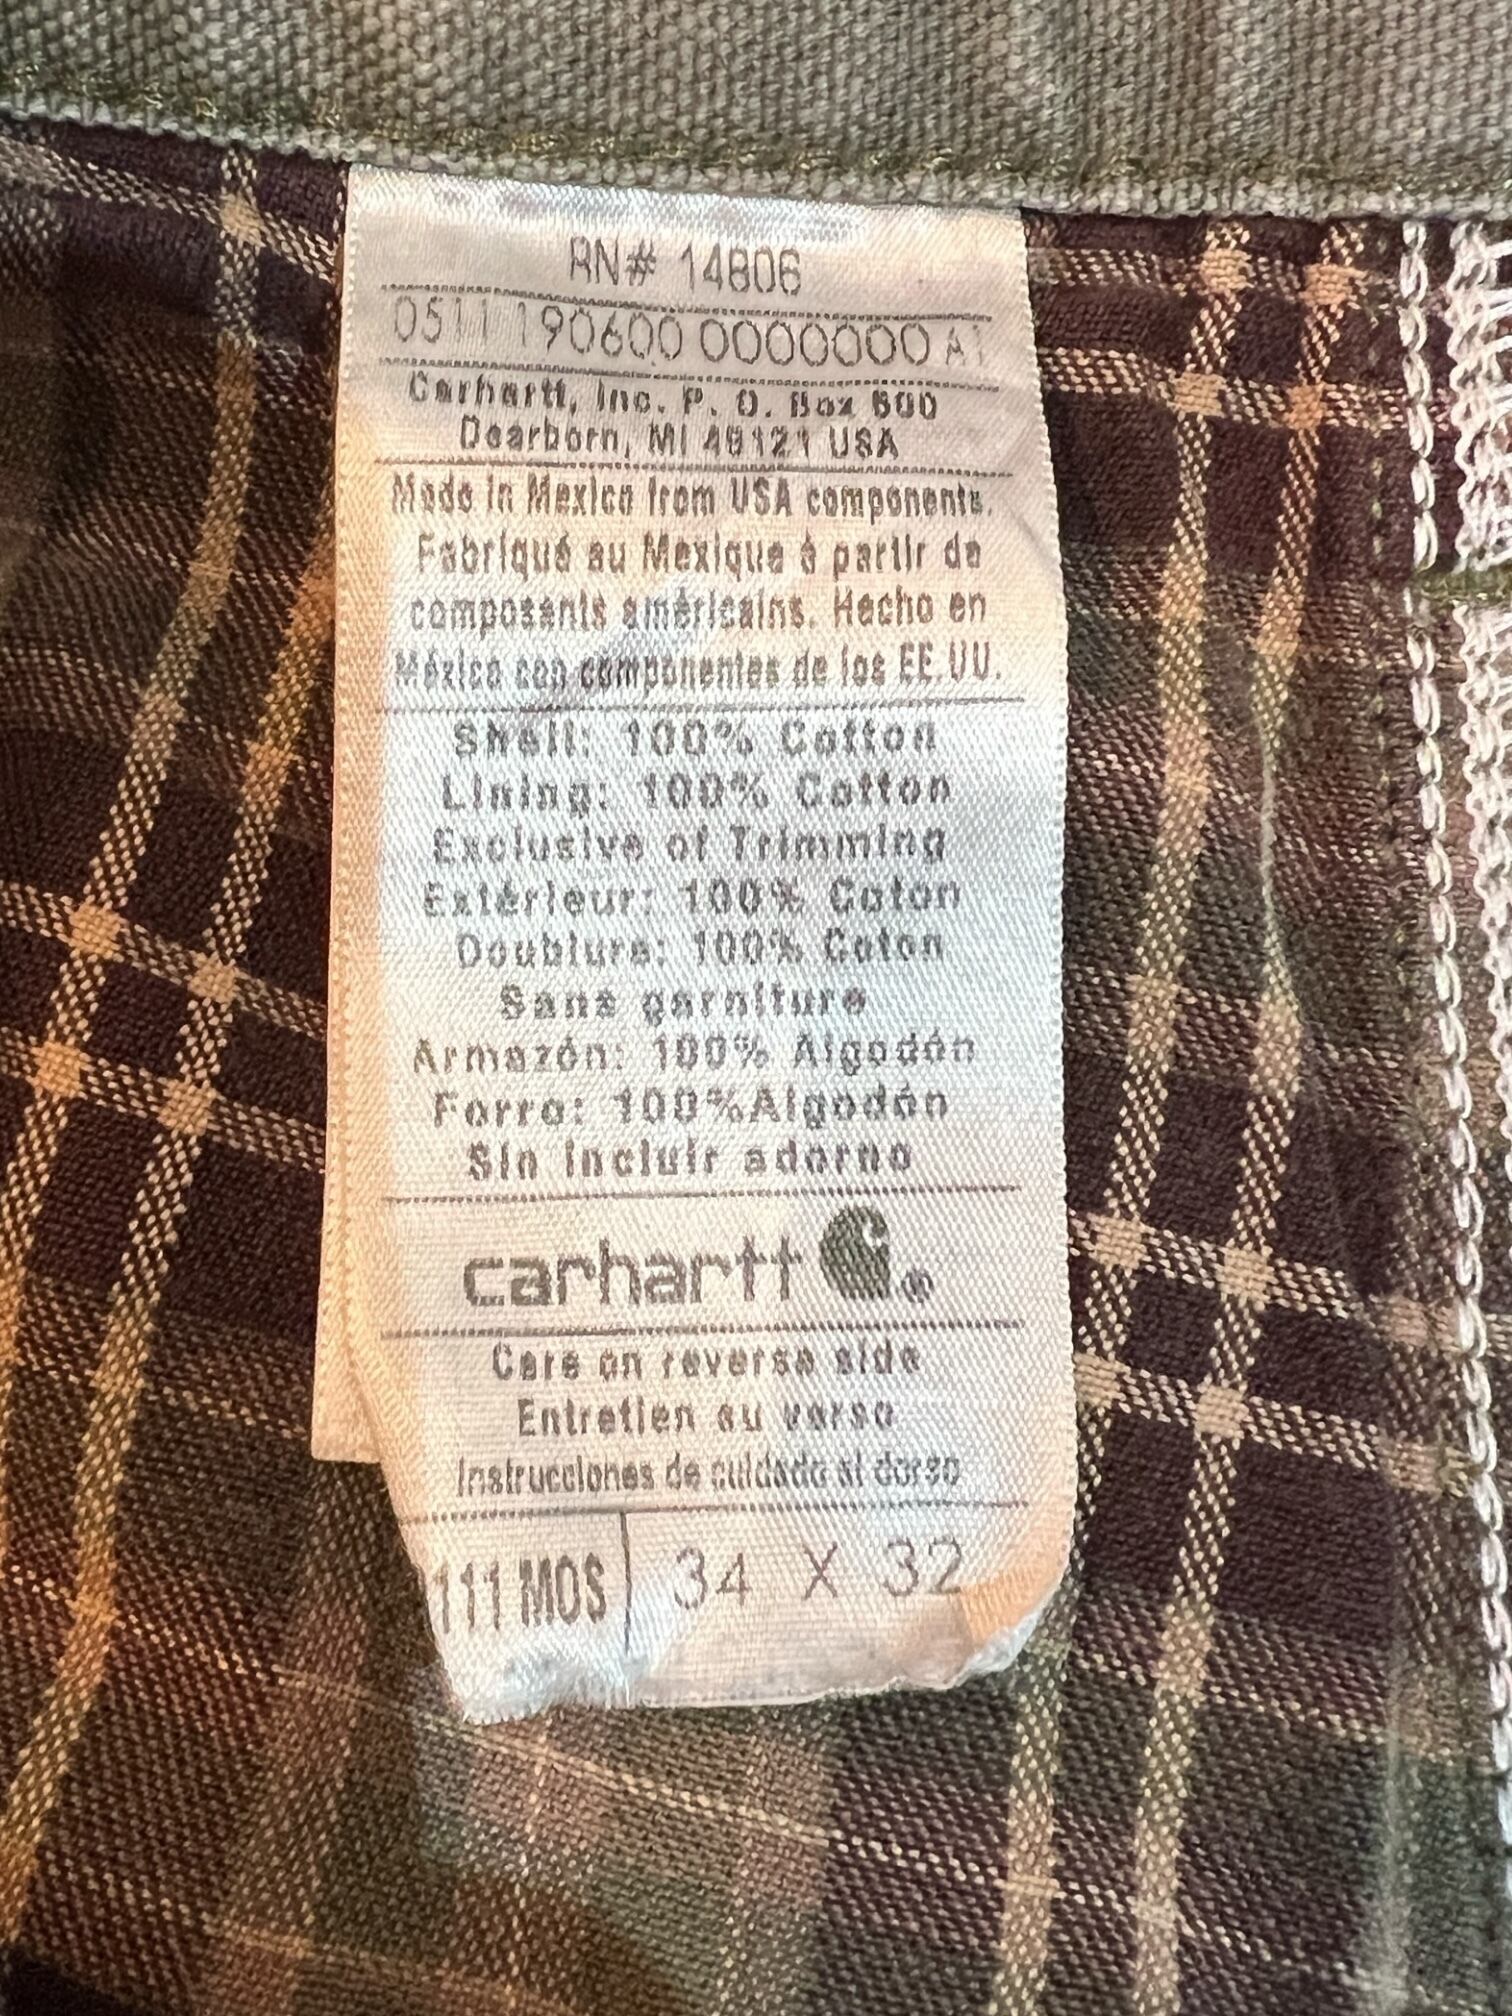 RN# 14806
0511 190600 0000000 A1
Carhartt, Inc. P. O. Box 600
Dearborn, MI 48121 USA
Made in Mexico from USA components.
Fabriqué au Mexique à partir de
composants américains. Hecho en
México con componentes de los EE.UU.
Shell: 100% Cotton
Lining: 100% Cotton
Exclusive of Trimming
Extérieur: 100% Coton
Doublure: 100% Coton
Sans garniture
Armazón: 100% Algodón
Forro: 100%Algodón
Sin incluir adorno
carhartt ®
Care on reverse side
Entretien au verso
Instrucciones de cuidado al dorso
111 MOS 34 X 32